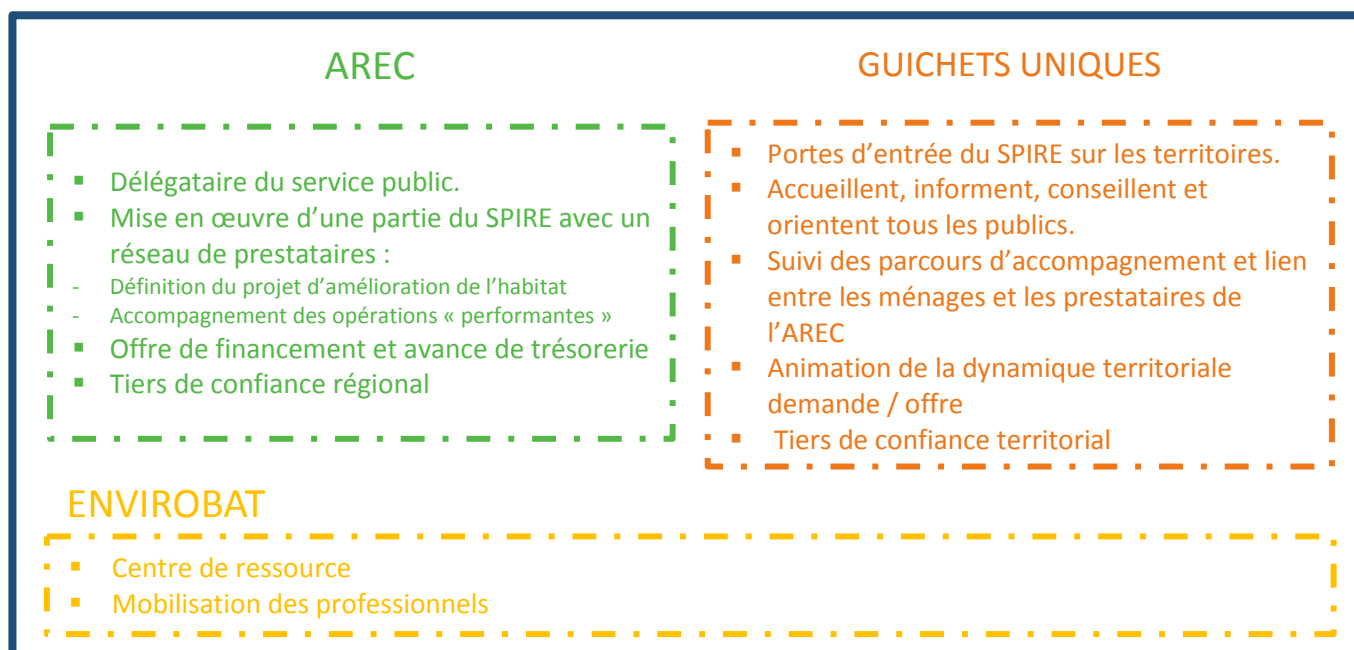 AREC
▪ Délégataire du service public.
▪ Mise en œuvre d’une partie du SPIRE avec un
réseau de prestataires :
- Définition du projet d’amélioration de l’habitat
- Accompagnement des opérations « performantes »
▪ Offre de financement et avance de trésorerie
▪ Tiers de confiance régional
GUICHETS UNIQUES
▪ Portes d’entrée du SPIRE sur les territoires.
▪ Accueillent, informent, conseillent et
orientent tous les publics.
▪ Suivi des parcours d’accompagnement et lien
entre les ménages et les prestataires de
l’AREC
▪ Animation de la dynamique territoriale
demande / offre
▪ Tiers de confiance territorial
ENVIROBAT
▪ Centre de ressource
▪ Mobilisation des professionnels